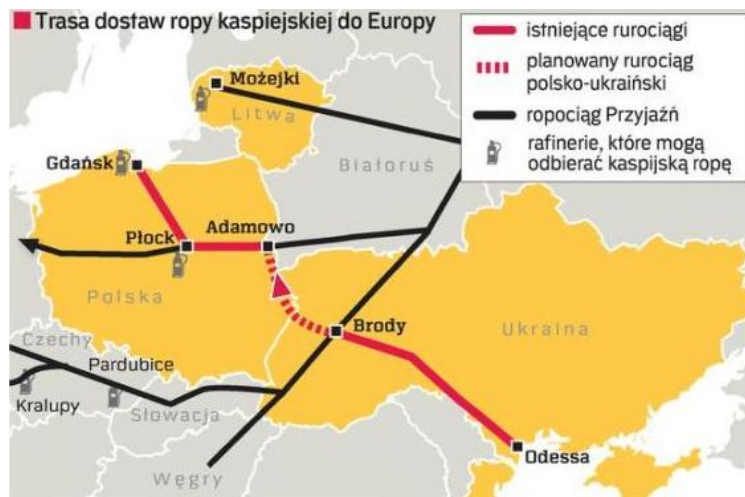 Trasa dostaw ropy kaspiejskiej do Europy
istniejące rurociągi
planowany rurociąg
polsko-ukraiński
ropociąg Przyjaźń
rafinerie, które mogą
odbierać kaspijską ropę
Możejki
Litwa
Białoruś
Gdańsk
Płock
Adamowo
Polska
Brody
Ukraina
Czechy
Pardubice
Kralupy
Słowacja
Węgry
Odessa